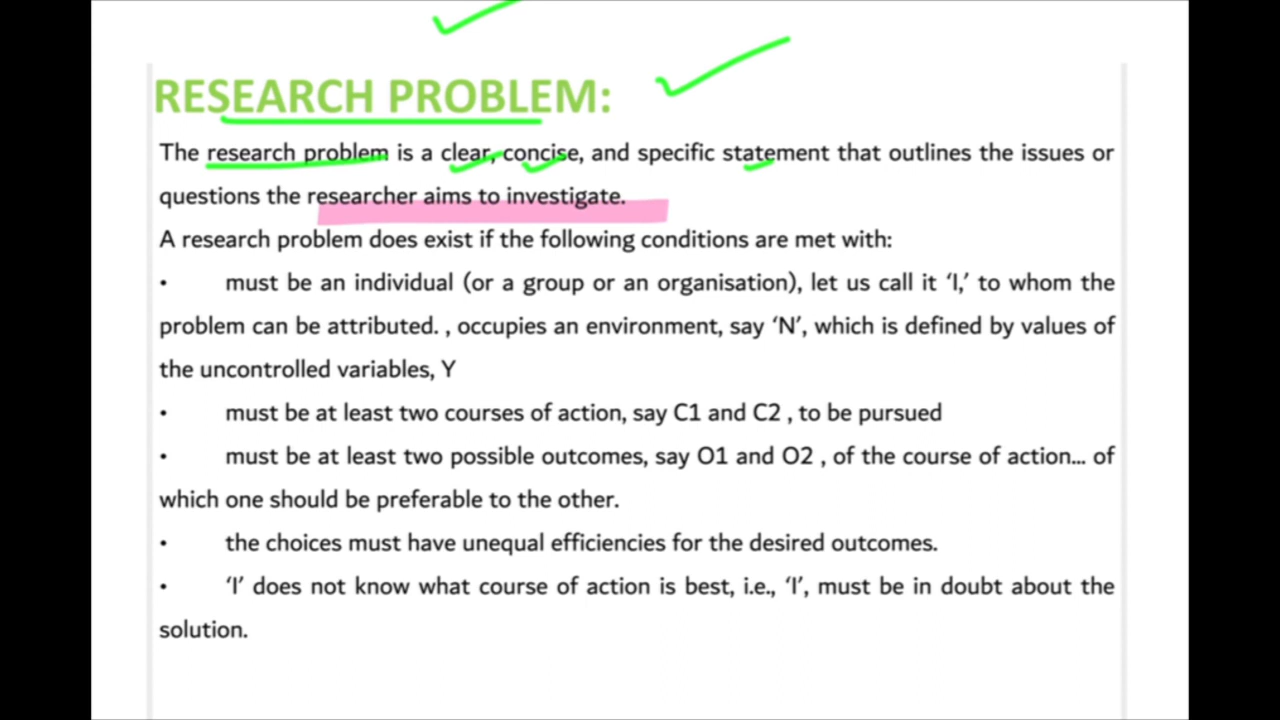 RESEARCH PROBLEM:
The research problem is a clear, concise, and specific statement that outlines the issues or
questions the researcher aims to investigate.
A research problem does exist if the following conditions are met with:
• must be an individual (or a group or an organisation), let us call it ‘I,’ to whom the
problem can be attributed. , occupies an environment, say ‘N’, which is defined by values of
the uncontrolled variables, Y
• must be at least two courses of action, say C1 and C2 , to be pursued
• must be at least two possible outcomes, say O1 and O2 , of the course of action… of
which one should be preferable to the other.
• the choices must have unequal efficiencies for the desired outcomes.
• ‘I’ does not know what course of action is best, i.e., ‘I’, must be in doubt about the
solution.